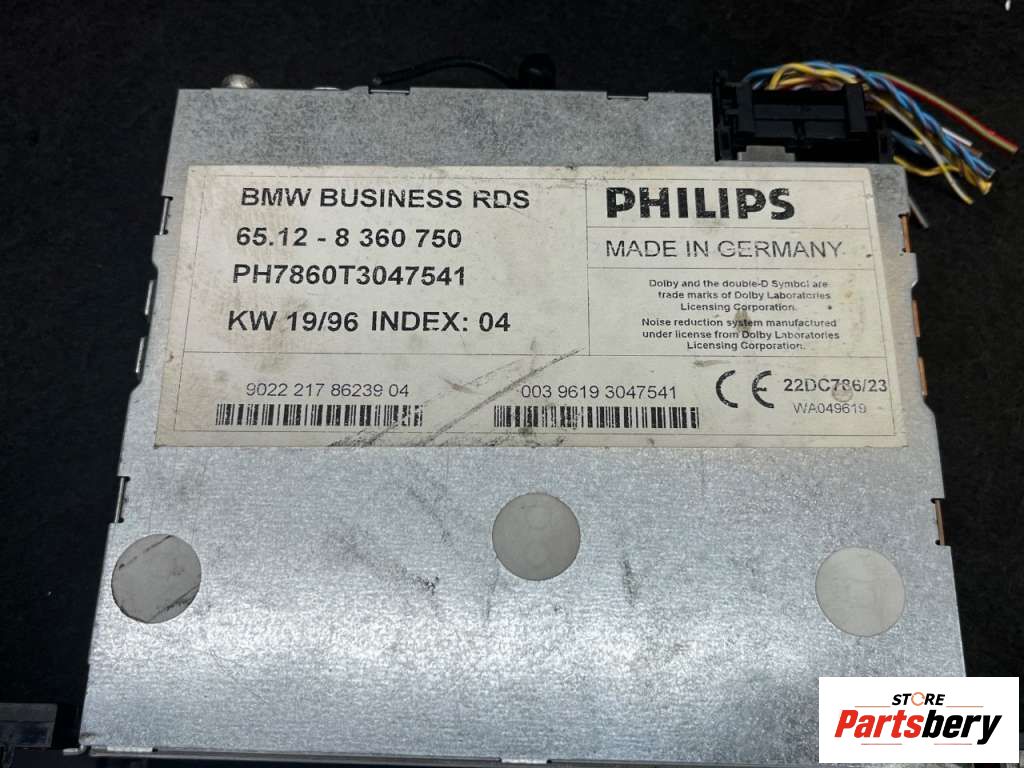 BMW BUSINESS RDS
65.12 - 8 360 750
PH7860T3047541
KW 19/96 INDEX: 04
PHILIPS
MADE IN GERMANY
Dolby and the double-D Symbol are
trade marks of Dolby Laboratories
Licensing Corporation.
Noise reduction system manufactured
under license from Dolby Laboratories
Licensing Corporation.
9022 217 86239 04
003 9619 3047541
CE
22DC786/23
WA049619
STORE
Partsbery